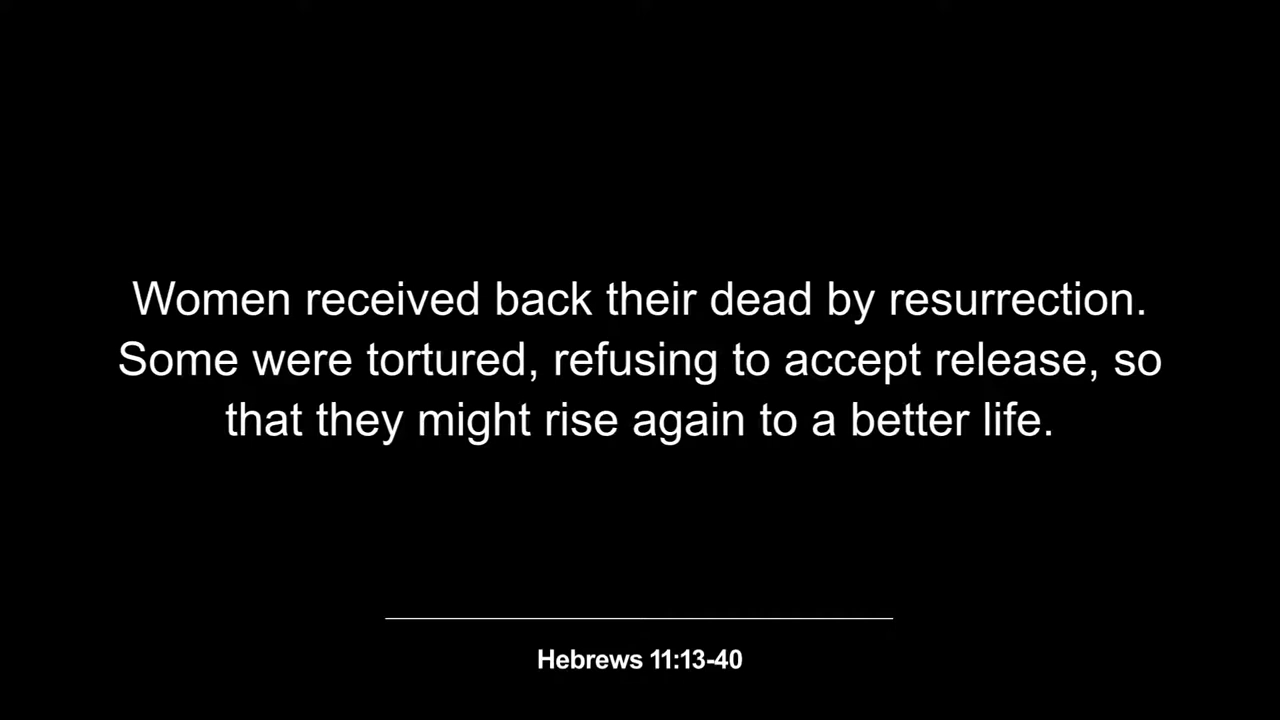 Women received back their dead by resurrection.
Some were tortured, refusing to accept release, so
that they might rise again to a better life.
Hebrews 11:13-40